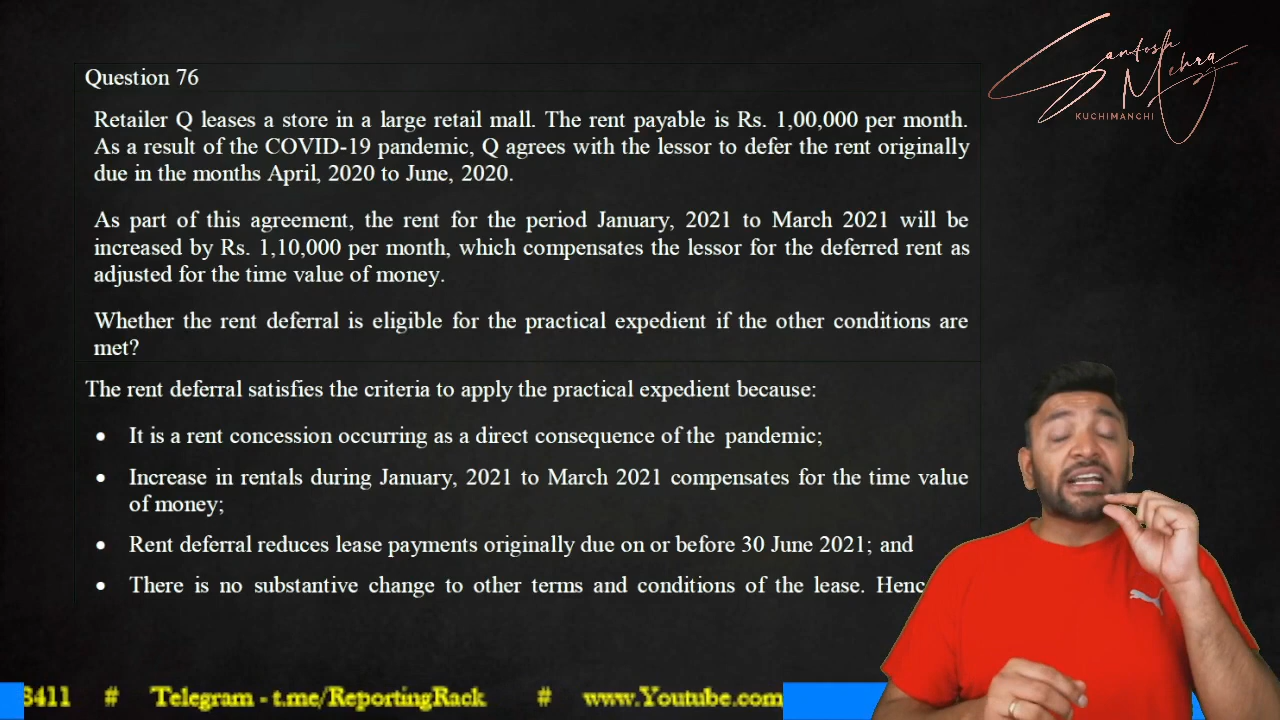 Santosh
Mehra
KUCHIMANCHI
Question 76
Retailer Q leases a store in a large retail mall. The rent payable is Rs. 1,00,000 per month.
As a result of the COVID-19 pandemic, Q agrees with the lessor to defer the rent originally
due in the months April, 2020 to June, 2020.
As part of this agreement, the rent for the period January, 2021 to March 2021 will be
increased by Rs. 1,10,000 per month, which compensates the lessor for the deferred rent as
adjusted for the time value of money.
Whether the rent deferral is eligible for the practical expedient if the other conditions are
met?
The rent deferral satisfies the criteria to apply the practical expedient because:
• It is a rent concession occurring as a direct consequence of the pandemic;
• Increase in rentals during January, 2021 to March 2021 compensates for the time value
of money;
• Rent deferral reduces lease payments originally due on or before 30 June 2021; and
• There is no substantive change to other terms and conditions of the lease. Henc
8411 # Telegram - t.me/ReportingRack # www.Youtube.com